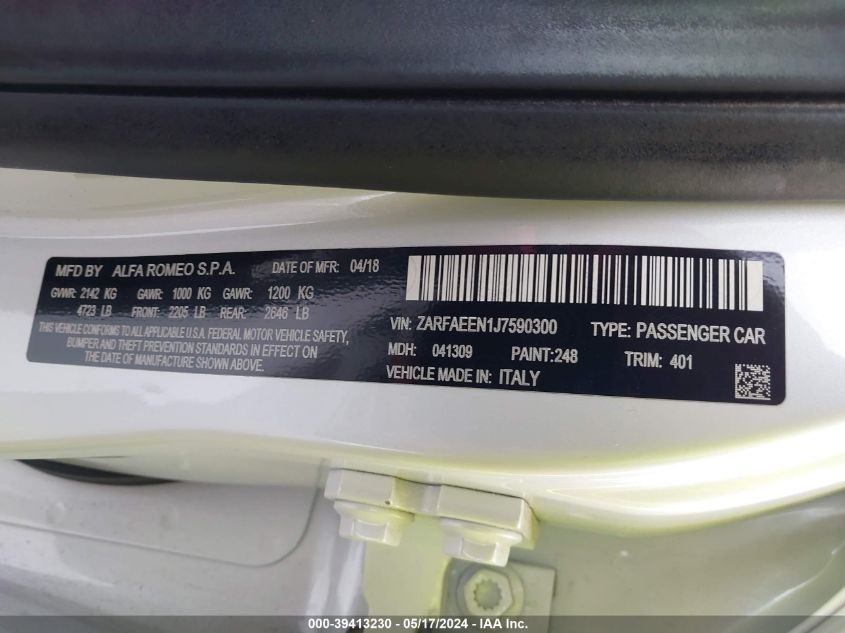 MFD BY ALFA ROMEO S.P.A. DATE OF MFR: 04/18
GVWR: 2142 KG GAWR: 1000 KG GAWR: 1200 KG
4723 LB FRONT: 2205 LB REAR: 2646 LB
THIS VEHICLE CONFORMS TO ALL APPLICABLE U.S.A. FEDERAL MOTOR VEHICLE SAFETY,
BUMPER AND THEFT PREVENTION STANDARDS IN EFFECT ON
THE DATE OF MANUFACTURE SHOWN ABOVE.
VIN: ZARFAEEN1J7590300 TYPE: PASSENGER CAR
MDH: 041309 PAINT:248 TRIM: 401
VEHICLE MADE IN: ITALY
000-39413230 - 05/17/2024 - IAA Inc.